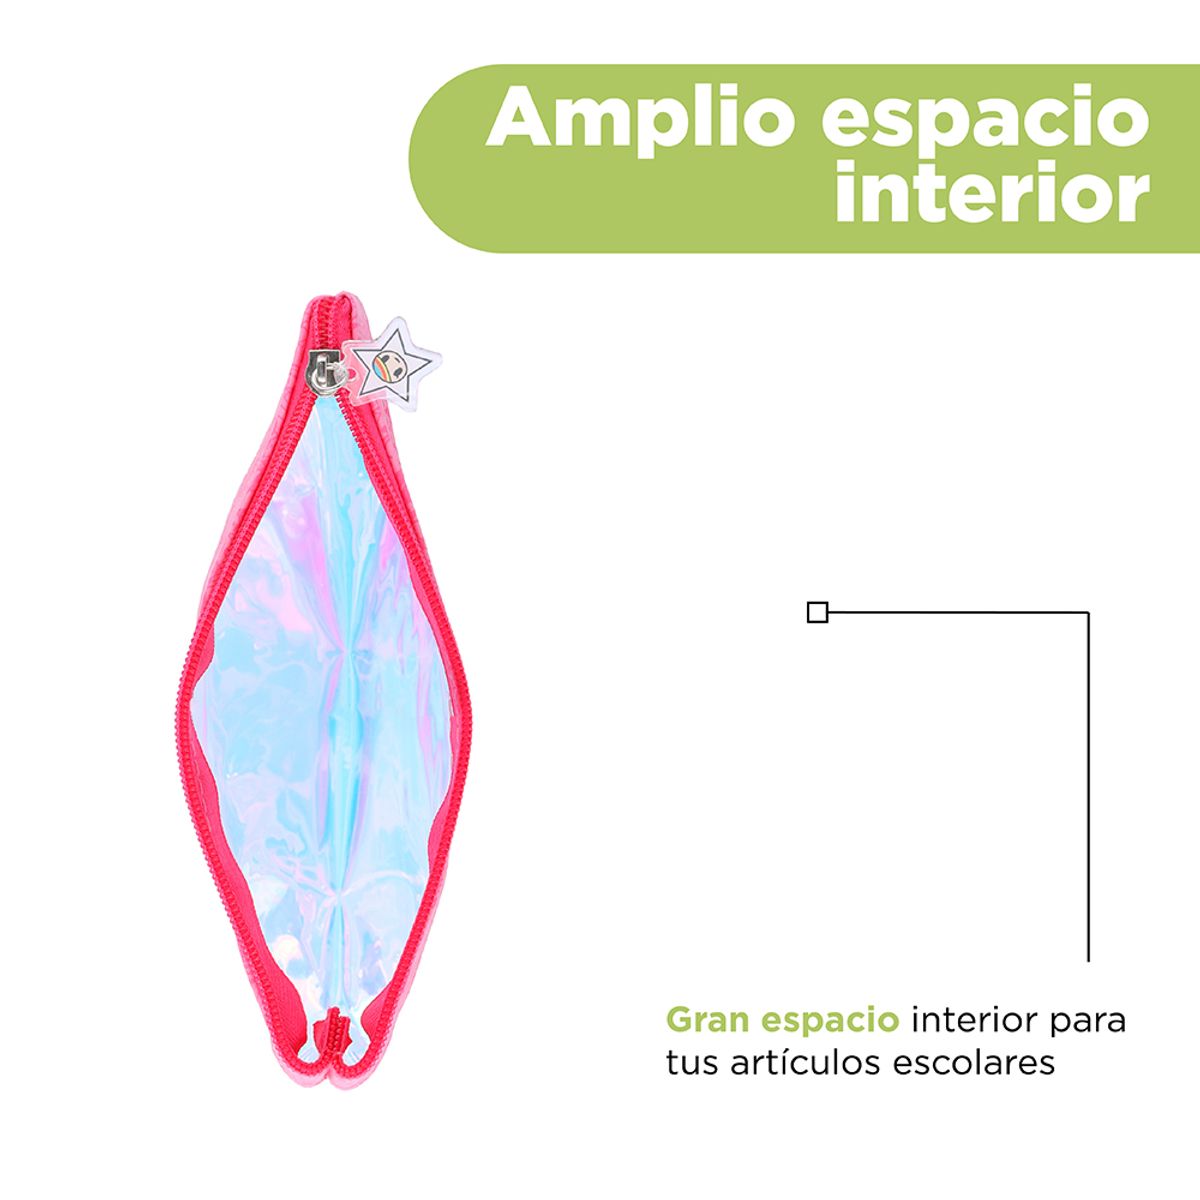 Amplio espacio
interior
Gran espacio interior para
tus artículos escolares